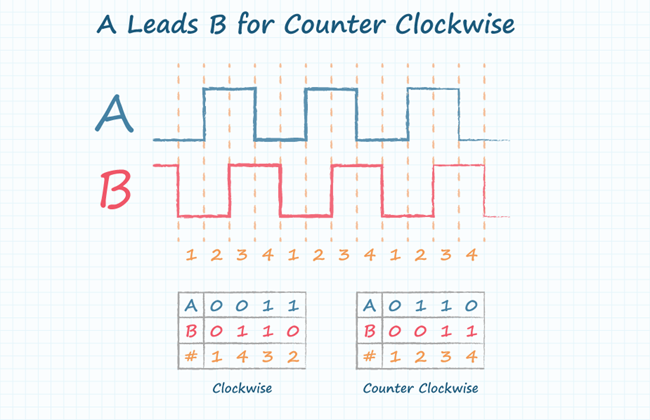 A Leads B for Counter Clockwise
A
B
1 2 3 4 1 2 3 4 1 2 3 4
A 0 0 1 1
B 0 1 1 0
# 1 4 3 2
Clockwise
A 0 1 1 0
B 0 0 1 1
# 1 2 3 4
Counter Clockwise